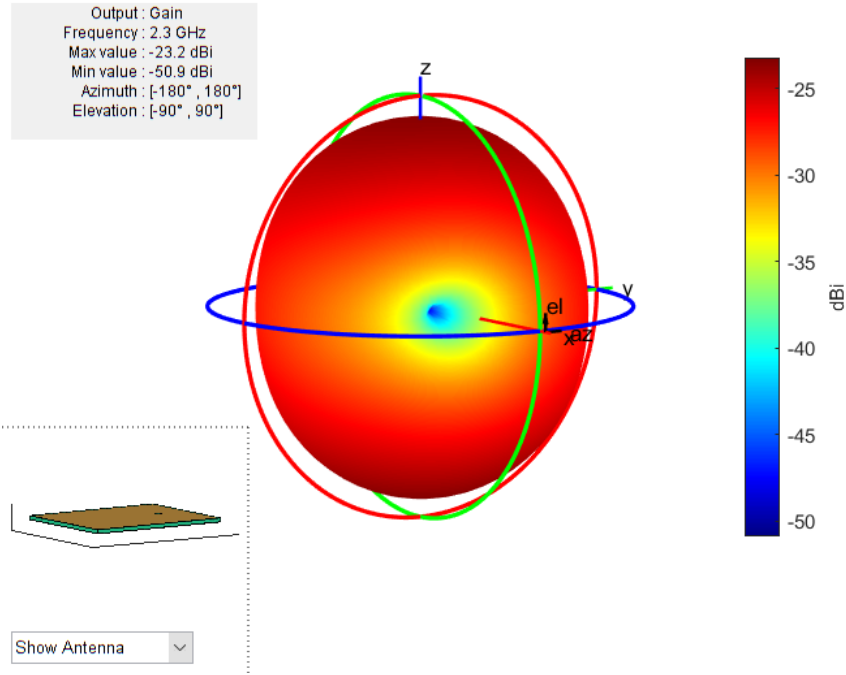 Output : Gain
Frequency : 2.3 GHz
Max value : -23.2 dBi
Min value : -50.9 dBi
Azimuth : [-180° , 180°]
Elevation : [-90° , 90°]
z
y
el
x
az
-25
-30
-35
-40
-45
-50
dBi
Show Antenna